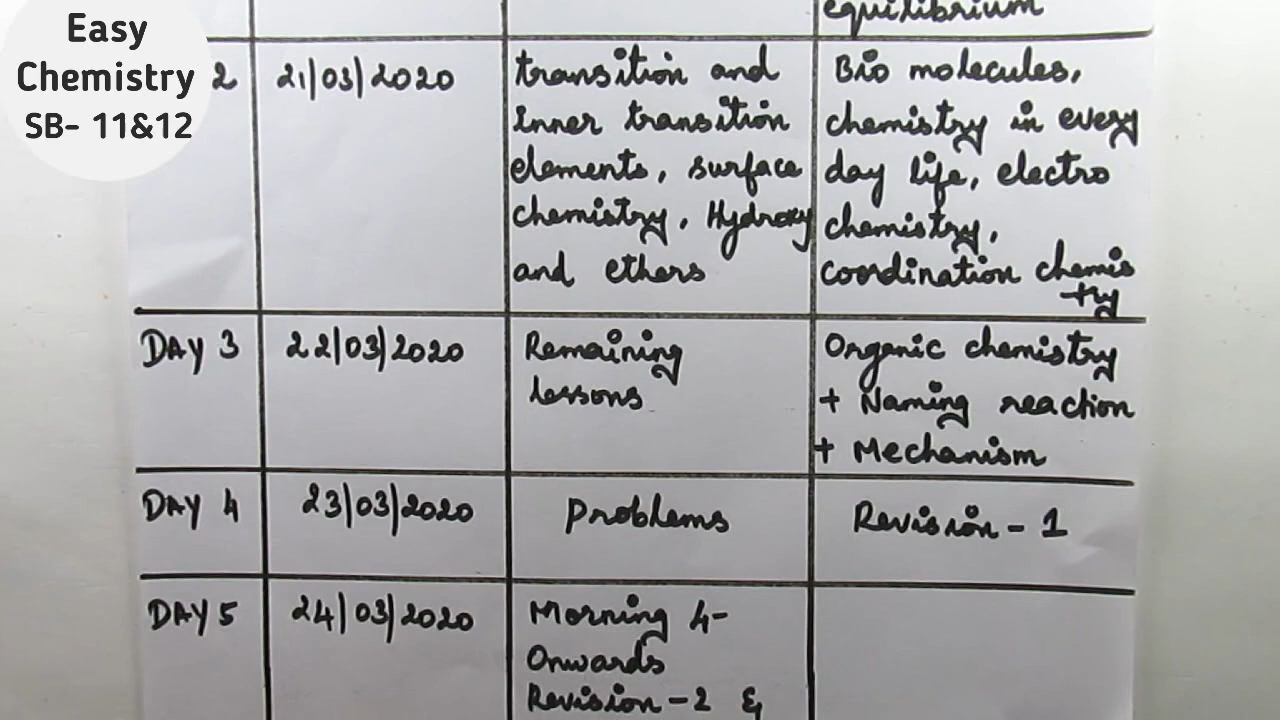 Easy
Chemistry
SB- 11&12
equilibrium
2
21/03/2020
transition and
inner transition
elements, surface
chemistry, Hydroxy
and ethers
Bio molecules,
chemistry in every
day life, electro
chemistry,
coordination chemis
try
DAY 3
22/03/2020
Remaining
lessons
Organic chemistry
+ Naming reaction
+ Mechanism
DAY 4
23/03/2020
Problems
Revision - 1
DAY 5
24/03/2020
Morning 4-
Onwards
Revision - 2 &